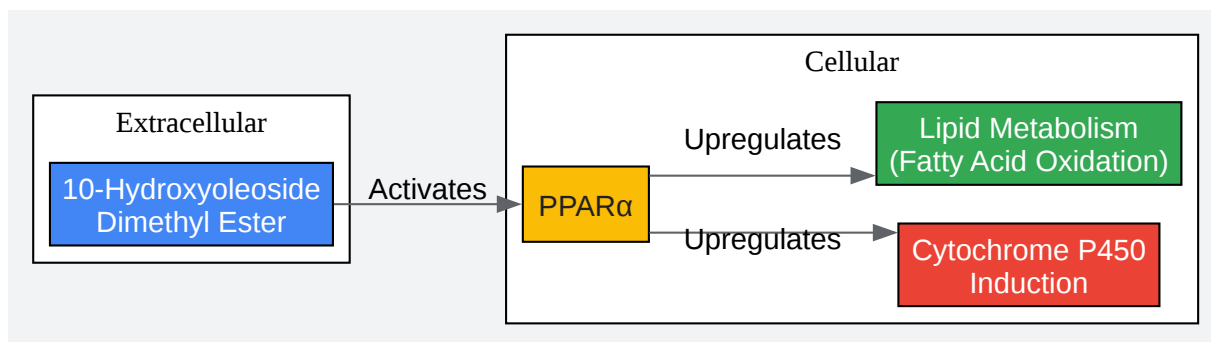 Extracellular
10-Hydroxyoleoside
Dimethyl Ester
Activates
Cellular
PPARα
Upregulates
Lipid Metabolism
(Fatty Acid Oxidation)
Upregulates
Cytochrome P450
Induction